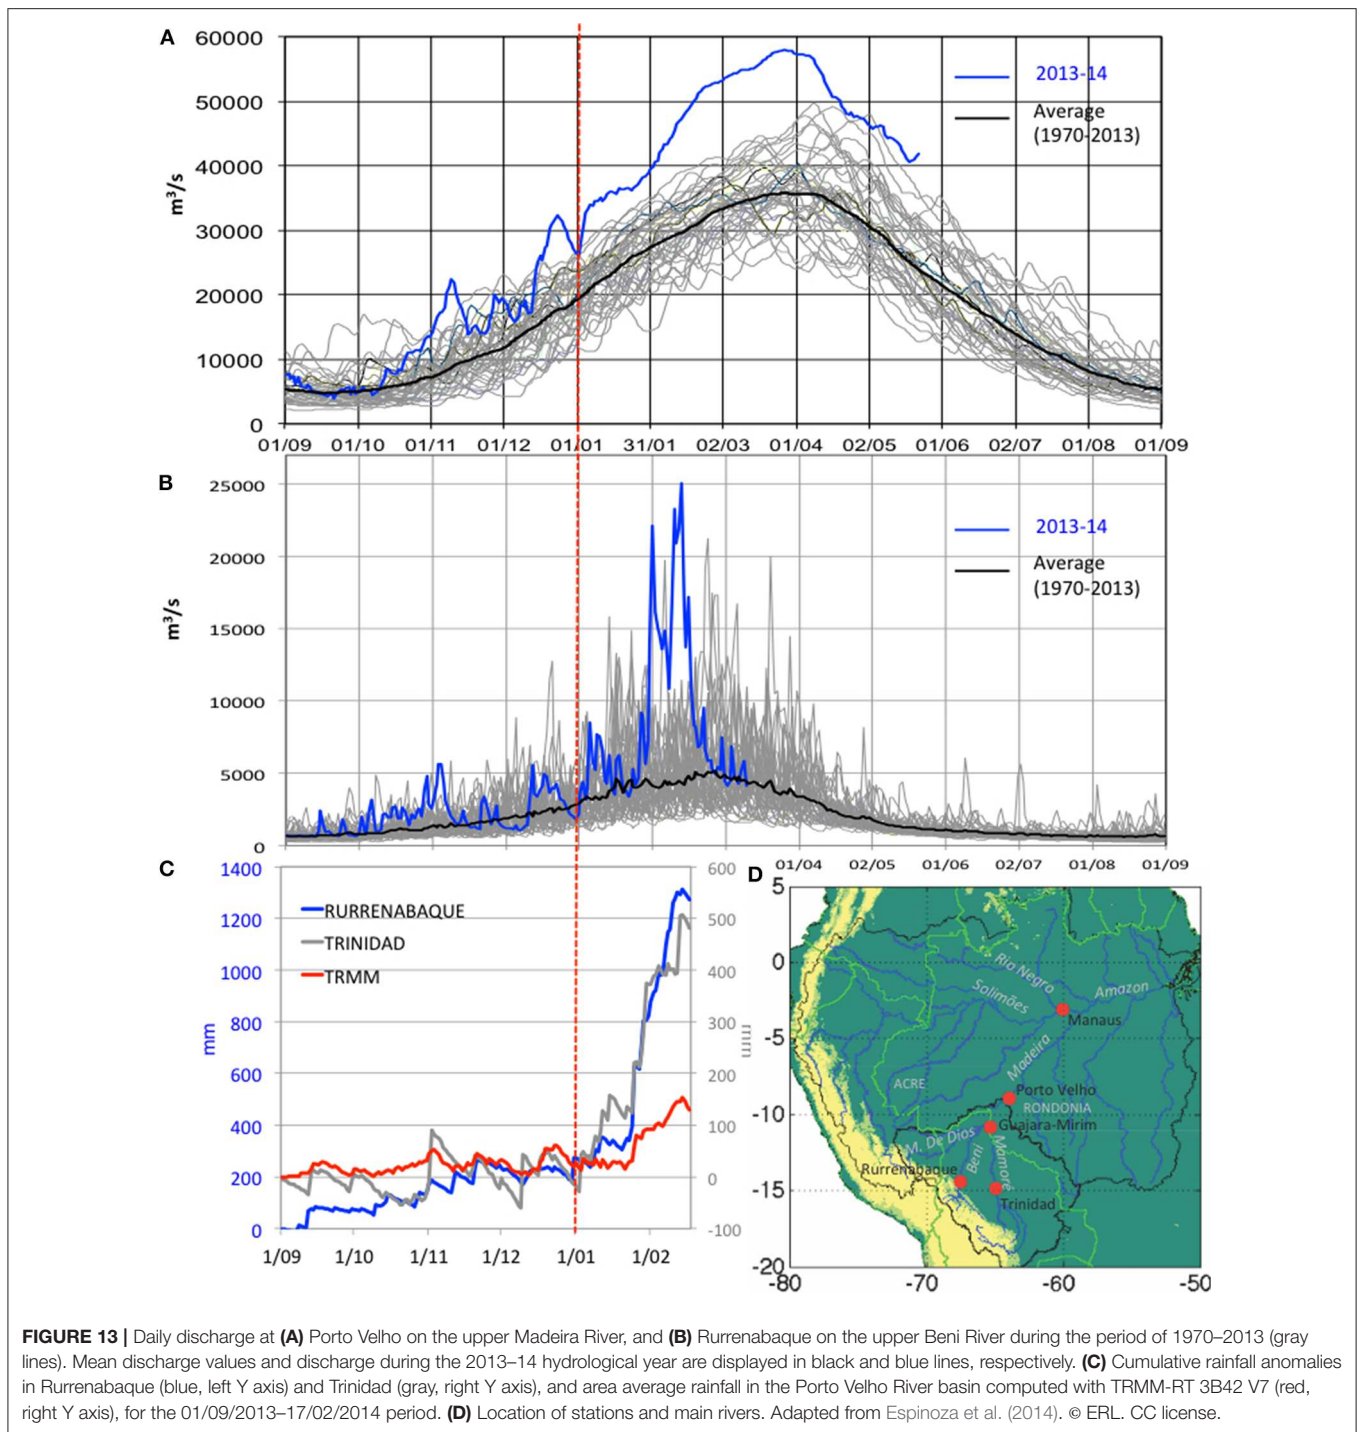 A
60000
50000
40000
30000
20000
10000
0
m³/s
2013-14
Average
(1970-2013)
01/09 01/10 01/11 01/12 01/01 31/01 02/03 01/04 02/05 01/06 02/07 01/08 01/09
B
25000
20000
15000
10000
5000
0
m³/s
2013-14
Average
(1970-2013)
01/04 02/05 01/06 02/07 01/08 01/09
C
1400
1200
1000
800
600
400
200
0
mm
RURRENABAQUE
TRINIDAD
TRMM
600
500
400
300
200
100
0
-100
mm
1/09 1/10 1/11 1/12 1/01 1/02
D
5
0
-5
-10
-15
-20
-80 -70 -60 -50
Rio Negro
Solimões
Amazon
Manaus
Madeira
ACRE
Porto Velho
RONDONIA
Guajara-Mirim
M. De Dios
Beni
Mamoré
Rurrenabaque
Trinidad
FIGURE 13 | Daily discharge at (A) Porto Velho on the upper Madeira River, and (B) Rurrenabaque on the upper Beni River during the period of 1970–2013 (gray
lines). Mean discharge values and discharge during the 2013–14 hydrological year are displayed in black and blue lines, respectively. (C) Cumulative rainfall anomalies
in Rurrenabaque (blue, left Y axis) and Trinidad (gray, right Y axis), and area average rainfall in the Porto Velho River basin computed with TRMM-RT 3B42 V7 (red,
right Y axis), for the 01/09/2013–17/02/2014 period. (D) Location of stations and main rivers. Adapted from Espinoza et al. (2014). © ERL. CC license.